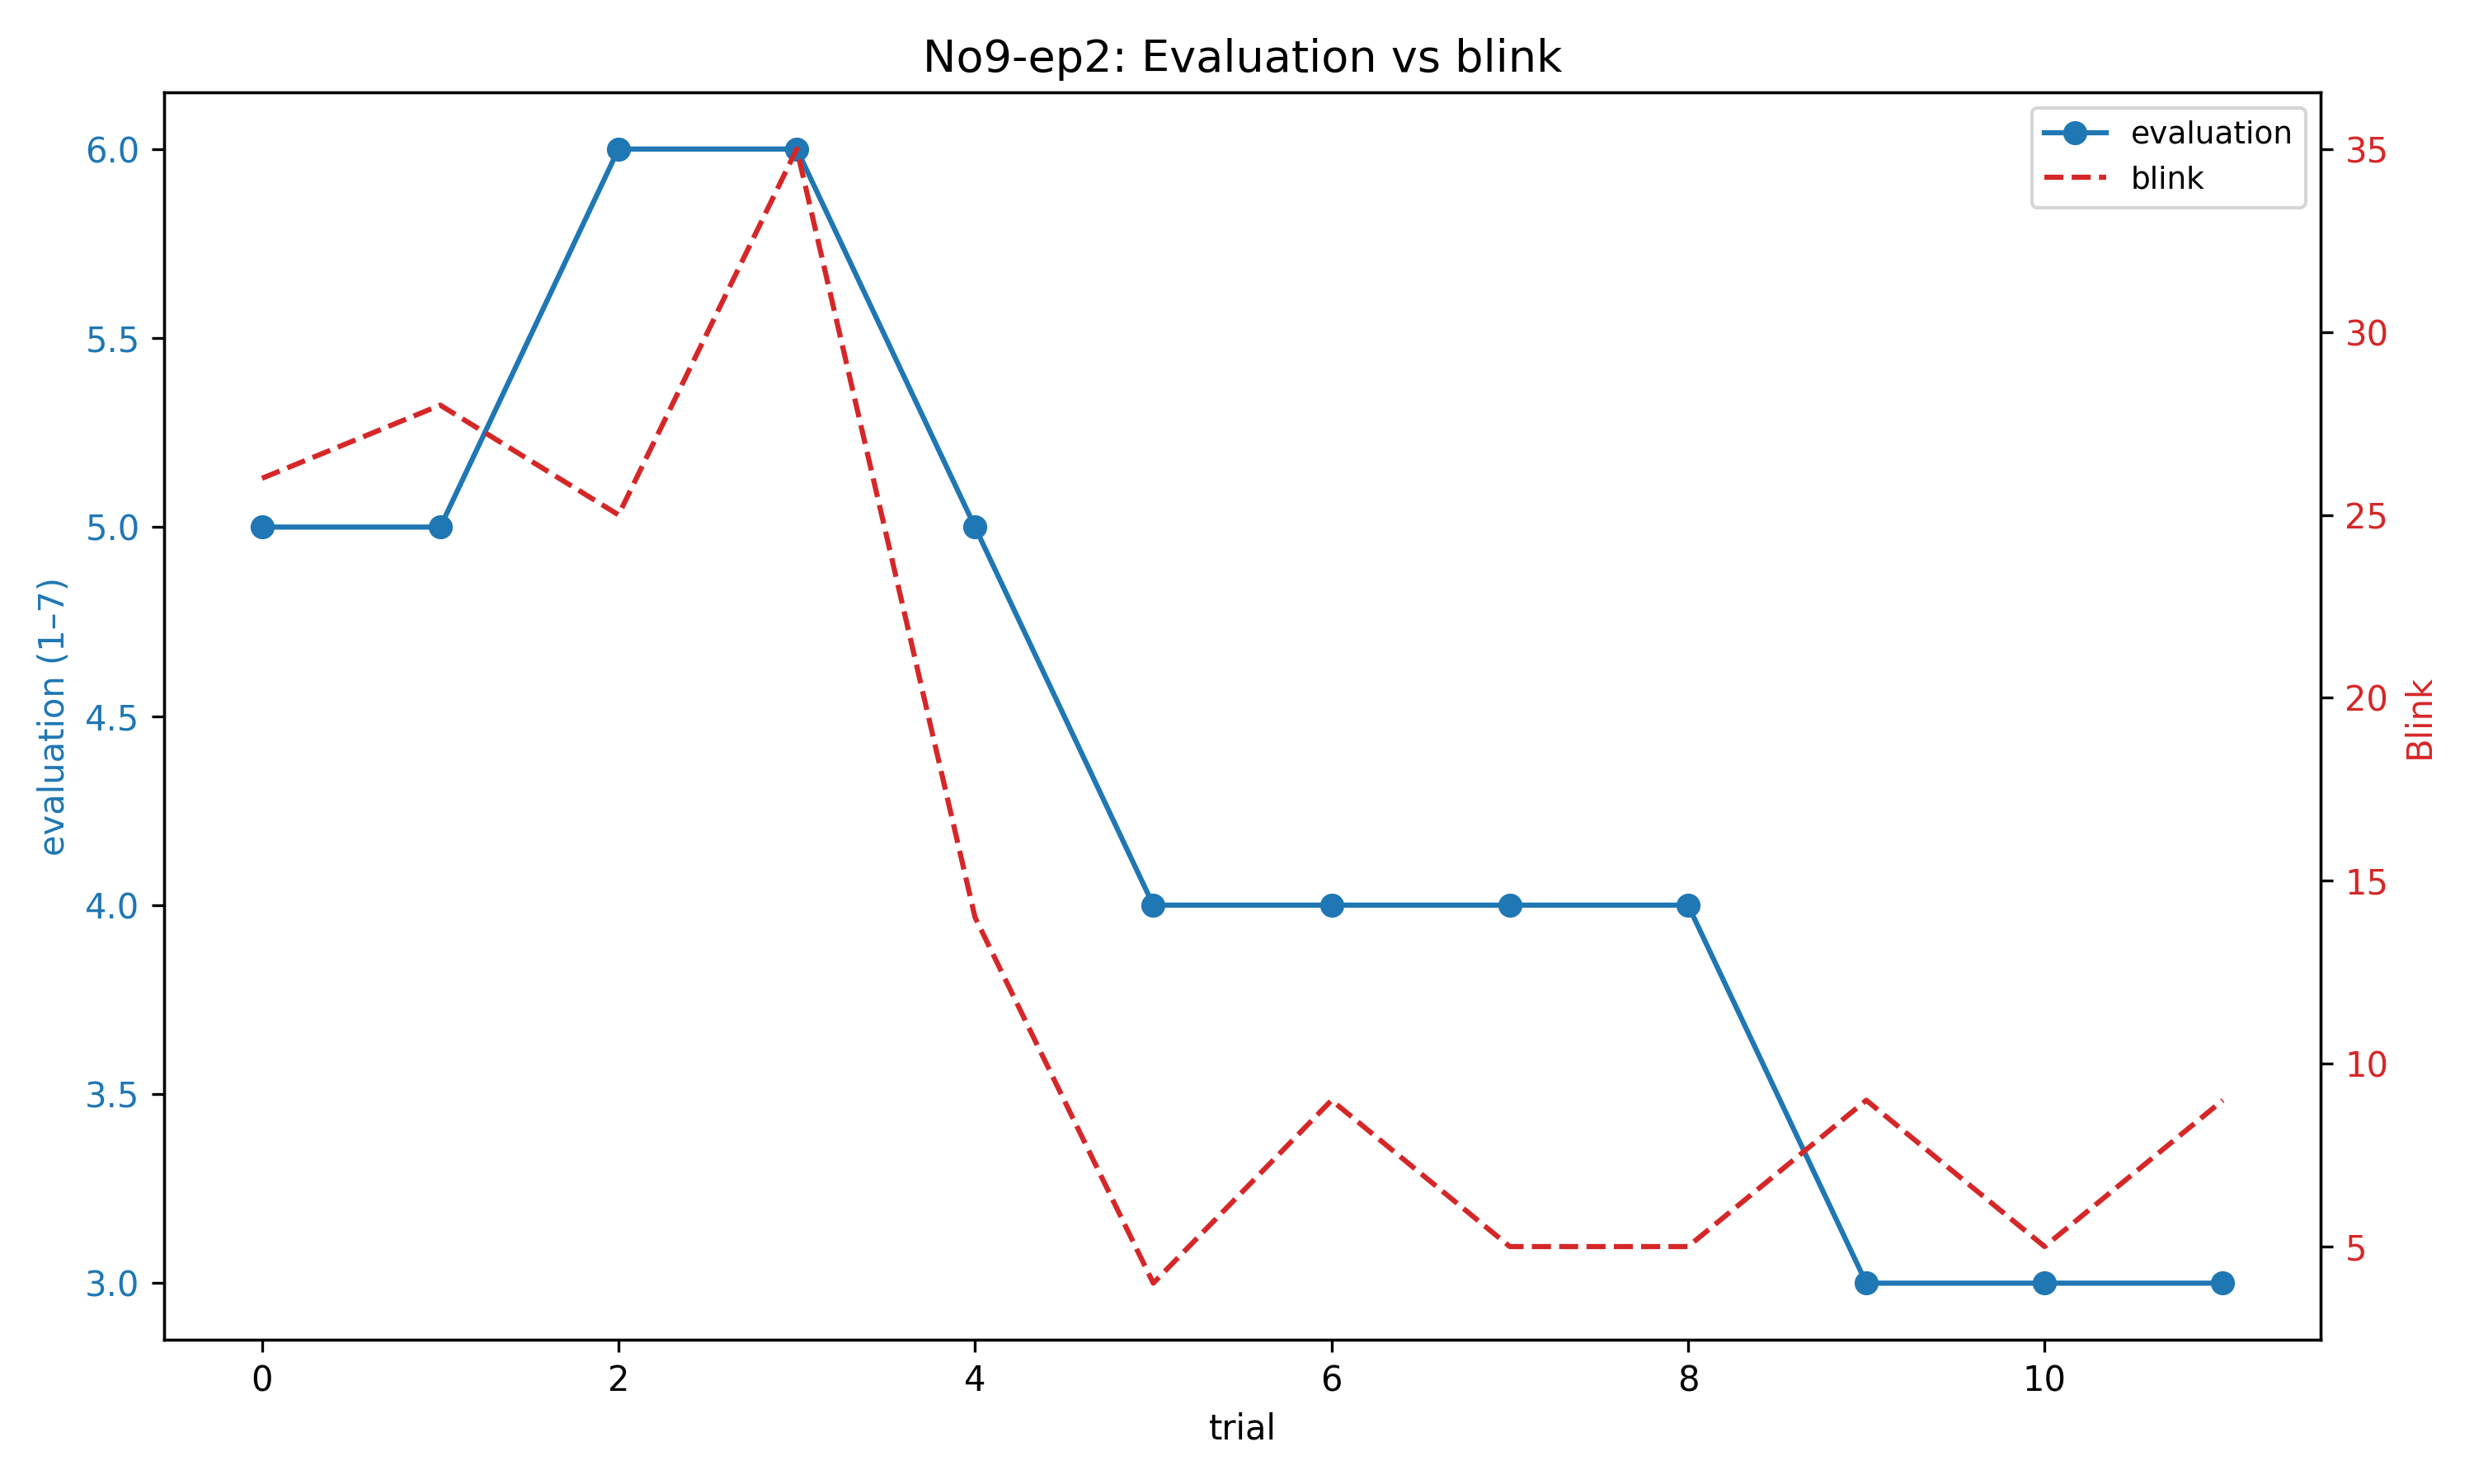 No9-ep2: Evaluation vs blink
evaluation
blink
6.0
5.5
5.0
4.5
4.0
3.5
3.0
evaluation (1–7)
35
30
25
20
15
10
5
Blink
0 2 4 6 8 10
trial